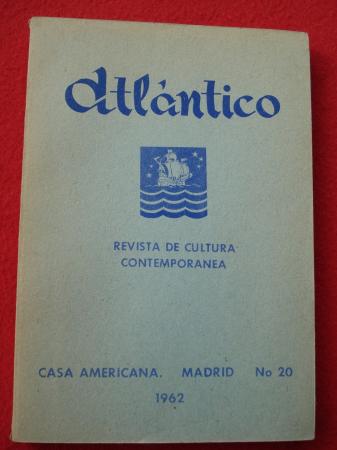 Atlántico
REVISTA DE CULTURA
CONTEMPORANEA
CASA AMERICANA. MADRID No 20
1962